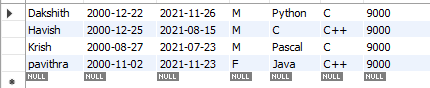 Dakshith 2000-12-22 2021-11-26 M Python C 9000
Havish 2000-12-25 2021-08-15 M C C++ 9000
Krish 2000-08-27 2021-07-23 M Pascal C 9000
pavithra 2000-11-02 2021-11-23 F Java C++ 9000
NULL NULL NULL NULL NULL NULL NULL